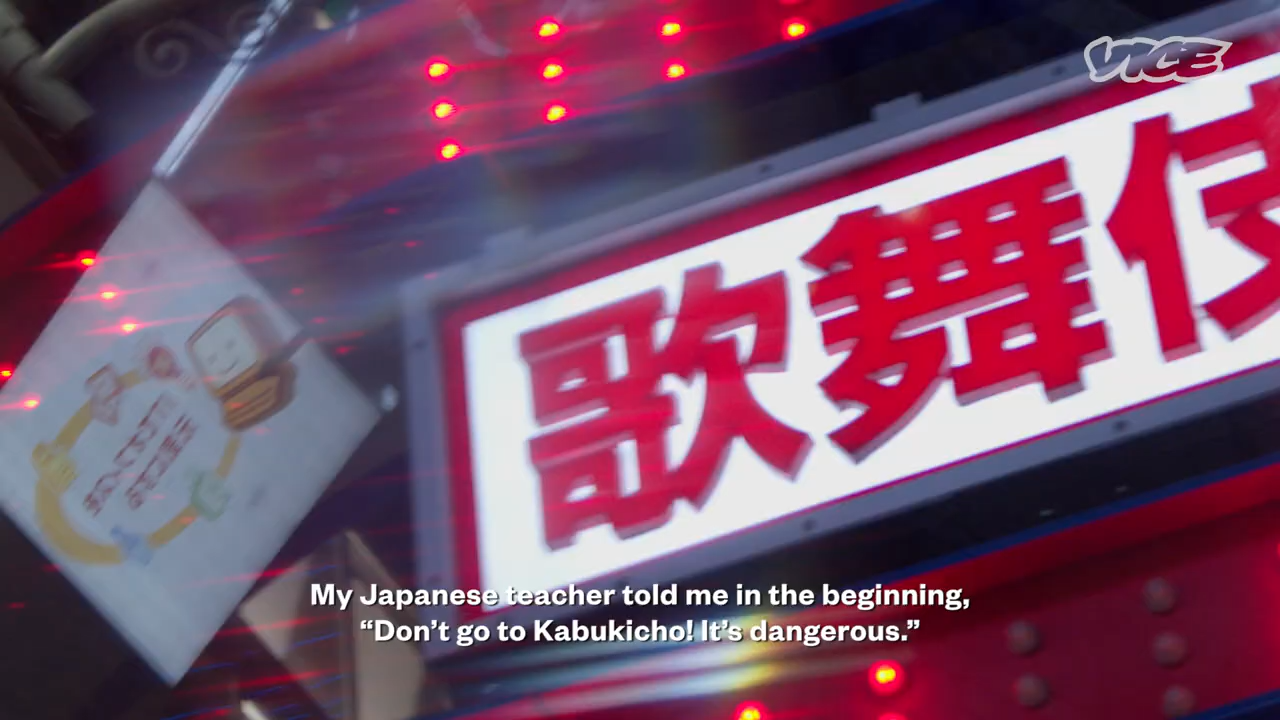 VICE
歌舞伎
My Japanese teacher told me in the beginning,
“Don’t go to Kabukicho! It’s dangerous.”